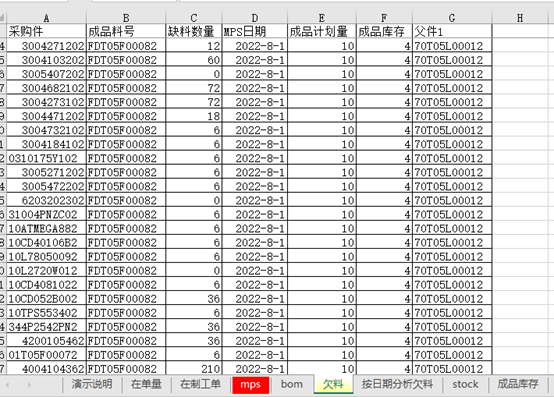 A B C D E F G H
采购件 成品料号 缺料数量 MPS日期 成品计划量 成品库存 父件1
4 3004271202 FDT05F00082 12 2022-8-1 10 4 70T05L00012
5 3004103202 FDT05F00082 60 2022-8-1 10 4 70T05L00012
6 3005407202 FDT05F00082 0 2022-8-1 10 4 70T05L00012
7 3004682102 FDT05F00082 72 2022-8-1 10 4 70T05L00012
8 3004273102 FDT05F00082 72 2022-8-1 10 4 70T05L00012
9 3004471202 FDT05F00082 18 2022-8-1 10 4 70T05L00012
0 3004732102 FDT05F00082 6 2022-8-1 10 4 70T05L00012
1 3004184102 FDT05F00082 6 2022-8-1 10 4 70T05L00012
2 0310175Y102 FDT05F00082 6 2022-8-1 10 4 70T05L00012
3 3005271202 FDT05F00082 6 2022-8-1 10 4 70T05L00012
4 3005472202 FDT05F00082 6 2022-8-1 10 4 70T05L00012
5 6203202302 FDT05F00082 0 2022-8-1 10 4 70T05L00012
6 31004PNZC02 FDT05F00082 6 2022-8-1 10 4 70T05L00012
7 10ATMEGA882 FDT05F00082 6 2022-8-1 10 4 70T05L00012
8 10CD40106B2 FDT05F00082 6 2022-8-1 10 4 70T05L00012
9 10L78050092 FDT05F00082 6 2022-8-1 10 4 70T05L00012
0 10L2720W012 FDT05F00082 0 2022-8-1 10 4 70T05L00012
1 10CD4081022 FDT05F00082 6 2022-8-1 10 4 70T05L00012
2 10CD052B002 FDT05F00082 36 2022-8-1 10 4 70T05L00012
3 10TPS553402 FDT05F00082 6 2022-8-1 10 4 70T05L00012
4 344P2542PN2 FDT05F00082 36 2022-8-1 10 4 70T05L00012
5 4200105462 FDT05F00082 36 2022-8-1 10 4 70T05L00012
6 01T05F00072 FDT05F00082 6 2022-8-1 10 4 70T05L00012
7 4004104362 FDT05F00082 210 2022-8-1 10 4 70T05L00012
演示说明 在单量 在制工单 mps bom 欠料 按日期分析欠料 stock 成品库存